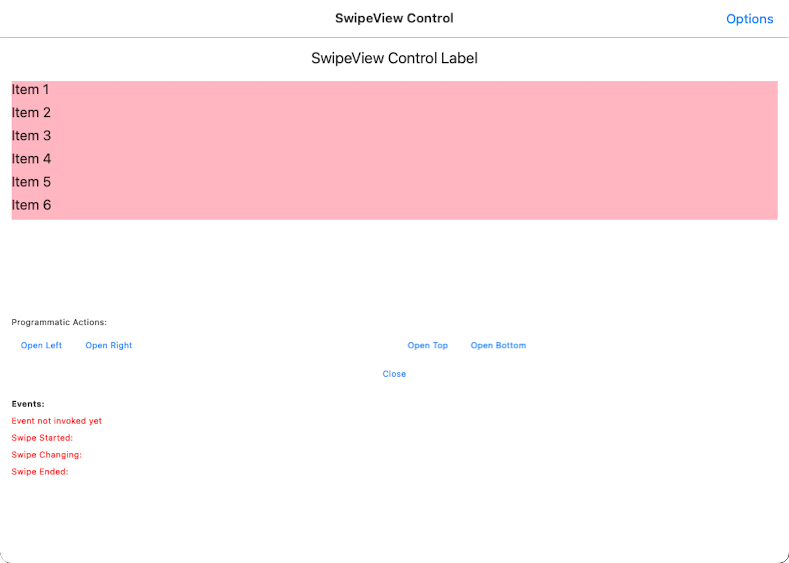 SwipeView Control Options
SwipeView Control Label
Item 1
Item 2
Item 3
Item 4
Item 5
Item 6
Programmatic Actions:
Open Left Open Right Open Top Open Bottom
Close
Events:
Event not invoked yet
Swipe Started:
Swipe Changing:
Swipe Ended: